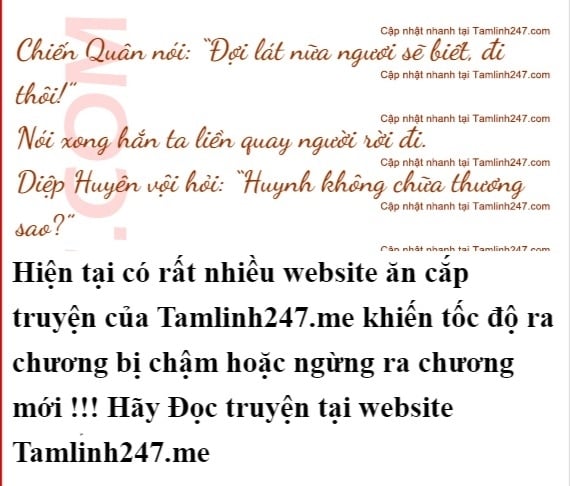 Cập nhật nhanh tại Tamlinh247.com
Chiến Quân nói: “Đợi lát nữa ngươi sẽ biết, đi
Cập nhật nhanh tại Tamlinh247.com
thôi!”
Cập nhật nhanh tại Tamlinh247.com
Nói xong hắn ta liền quay người rời đi.
Cập nhật nhanh tại Tamlinh247.com
Diệp Huyên vội hỏi: “Huynh không chữa thương
Cập nhật nhanh tại Tamlinh247.com
sao?”
Cập nhật nhanh tại Tamlinh247.com
.COM
Hiện tại có rất nhiều website ăn cắp
truyện của Tamlinh247.me khiến tốc độ ra
chương bị chậm hoặc ngừng ra chương
mới !!! Hãy Đọc truyện tại website
Tamlinh247.me